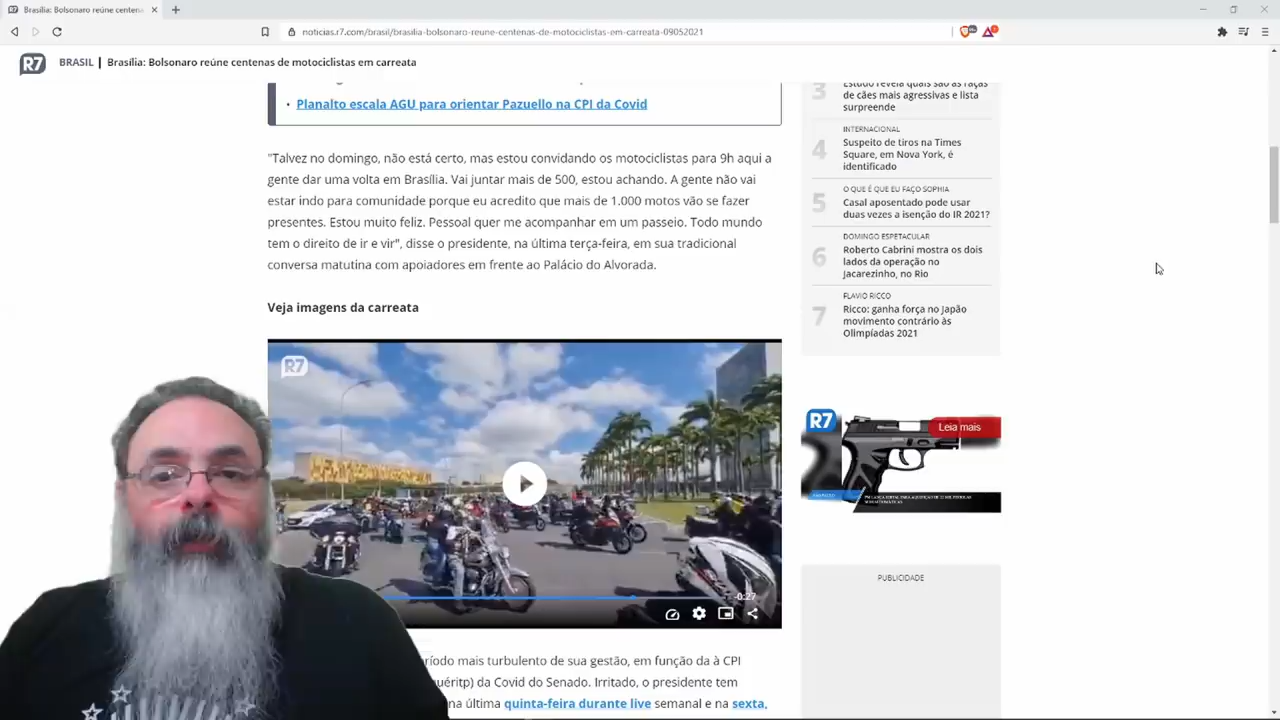 Brasília: Bolsonaro reúne centena
noticias.r7.com/brasil/brasilia-bolsonaro-reune-centenas-de-motociclistas-em-carreata-09052021
R7 BRASIL | Brasília: Bolsonaro reúne centenas de motociclistas em carreata
• Planalto escala AGU para orientar Pazuello na CPI da Covid
"Talvez no domingo, não está certo, mas estou convidando os motociclistas para 9h aqui a
gente dar uma volta em Brasília. Vai juntar mais de 500, estou achando. A gente não vai
estar indo para comunidade porque eu acredito que mais de 1.000 motos vão se fazer
presentes. Estou muito feliz. Pessoal quer me acompanhar em um passeio. Todo mundo
tem o direito de ir e vir", disse o presidente, na última terça-feira, em sua tradicional
conversa matutina com apoiadores em frente ao Palácio do Alvorada.
Veja imagens da carreata
R7
-0:27
ríodo mais turbulento de sua gestão, em função da à CPI
uéritp) da Covid do Senado. Irritado, o presidente tem
na última quinta-feira durante live semanal e na sexta,
3 Estudo revela quais são as raças
de cães mais agressivas e lista
surpreende
INTERNACIONAL
4 Suspeito de tiros na Times
Square, em Nova York, é
identificado
O QUE É QUE EU FAÇO SOPHIA
5 Casal aposentado pode usar
duas vezes a isenção do IR 2021?
DOMINGO ESPETACULAR
6 Roberto Cabrini mostra os dois
lados da operação no
Jacarezinho, no Rio
FLAVIO RICCO
7 Ricco: ganha força no Japão
movimento contrário às
Olimpíadas 2021
R7
Leia mais
PUBLICIDADE